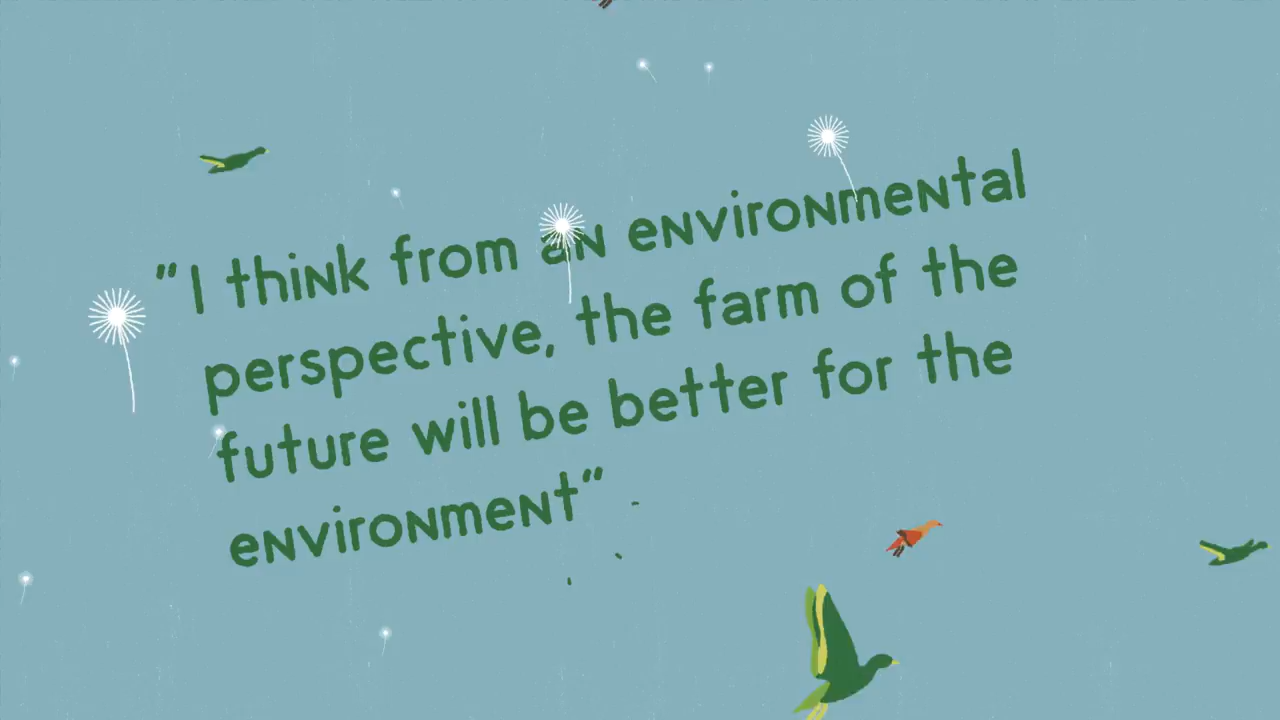 "I think from an environmental
perspective, the farm of the
future will be better for the
environment"